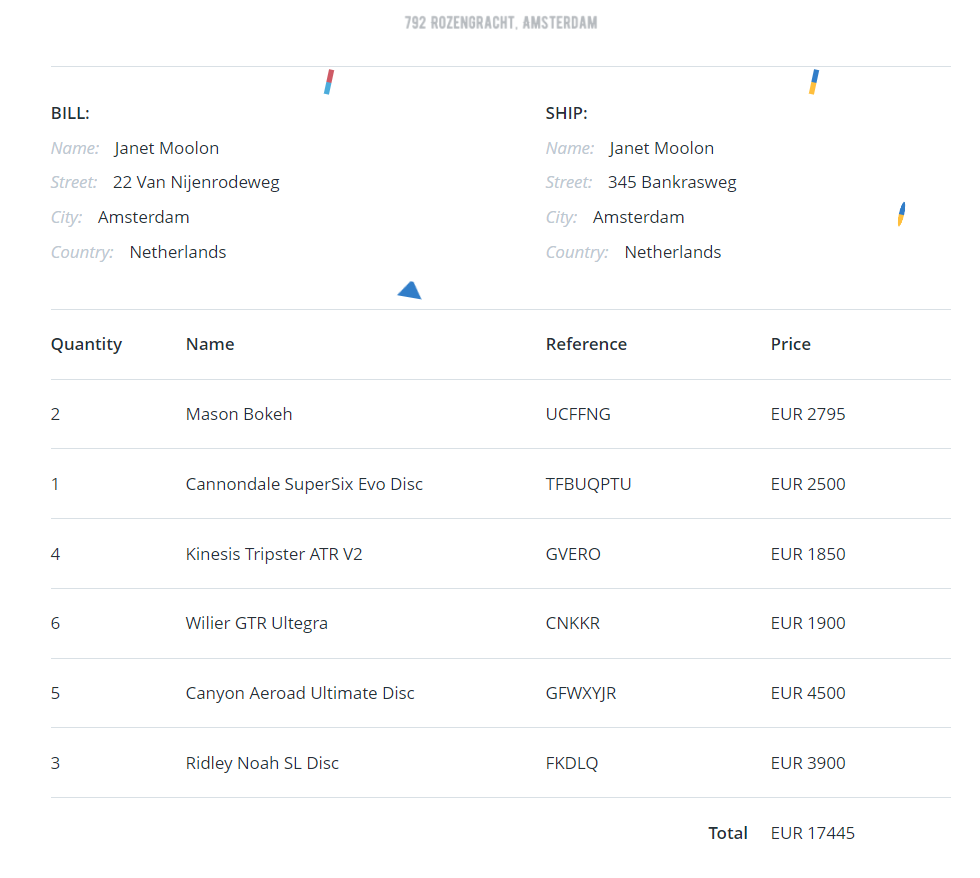 792 ROZENGRACHT, AMSTERDAM
BILL:
Name: Janet Moolon
Street: 22 Van Nijenrodeweg
City: Amsterdam
Country: Netherlands
SHIP:
Name: Janet Moolon
Street: 345 Bankrasweg
City: Amsterdam
Country: Netherlands
Quantity Name Reference Price
2 Mason Bokeh UCFFNG EUR 2795
1 Cannondale SuperSix Evo Disc TFBUQPTU EUR 2500
4 Kinesis Tripster ATR V2 GVERO EUR 1850
6 Wilier GTR Ultegra CNKKR EUR 1900
5 Canyon Aeroad Ultimate Disc GFWXYJR EUR 4500
3 Ridley Noah SL Disc FKDLQ EUR 3900
Total EUR 17445